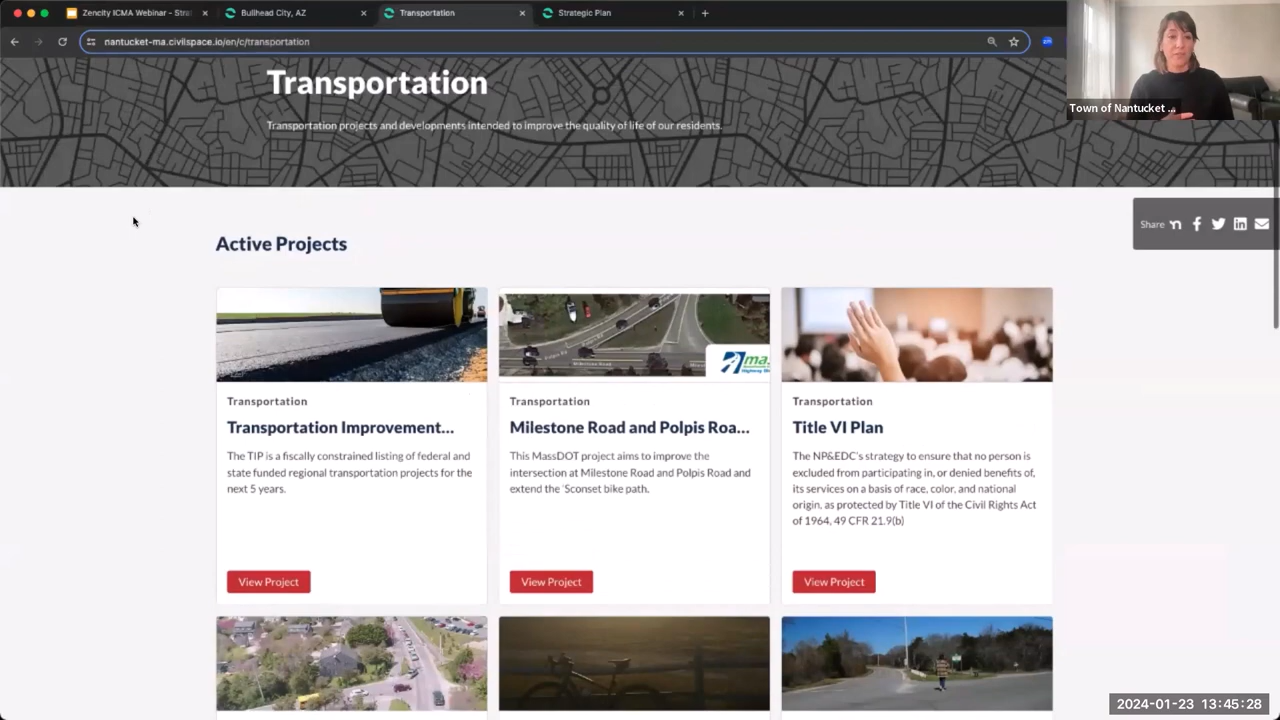 Zencity ICMA Webinar - Stra
Bullhead City, AZ
Transportation
Strategic Plan
nantucket-ma.civilspace.io/en/c/transportation
Town of Nantucket ...
Transportation
Transportation projects and developments intended to improve the quality of life of our residents.
Share
Active Projects
ma
Transportation
Transportation Improvement...
The TIP is a fiscally constrained listing of federal and
state funded regional transportation projects for the
next 5 years.
View Project
Transportation
Milestone Road and Polpis Roa...
This MassDOT project aims to improve the
intersection at Milestone Road and Polpis Road and
extend the 'Sconset bike path.
View Project
Transportation
Title VI Plan
The NP&EDC's strategy to ensure that no person is
excluded from participating in, or denied benefits of,
its services on a basis of race, color, and national
origin, as protected by Title VI of the Civil Rights Act
of 1964, 49 CFR 21.9(b)
View Project
2024-01-23 13:45:28